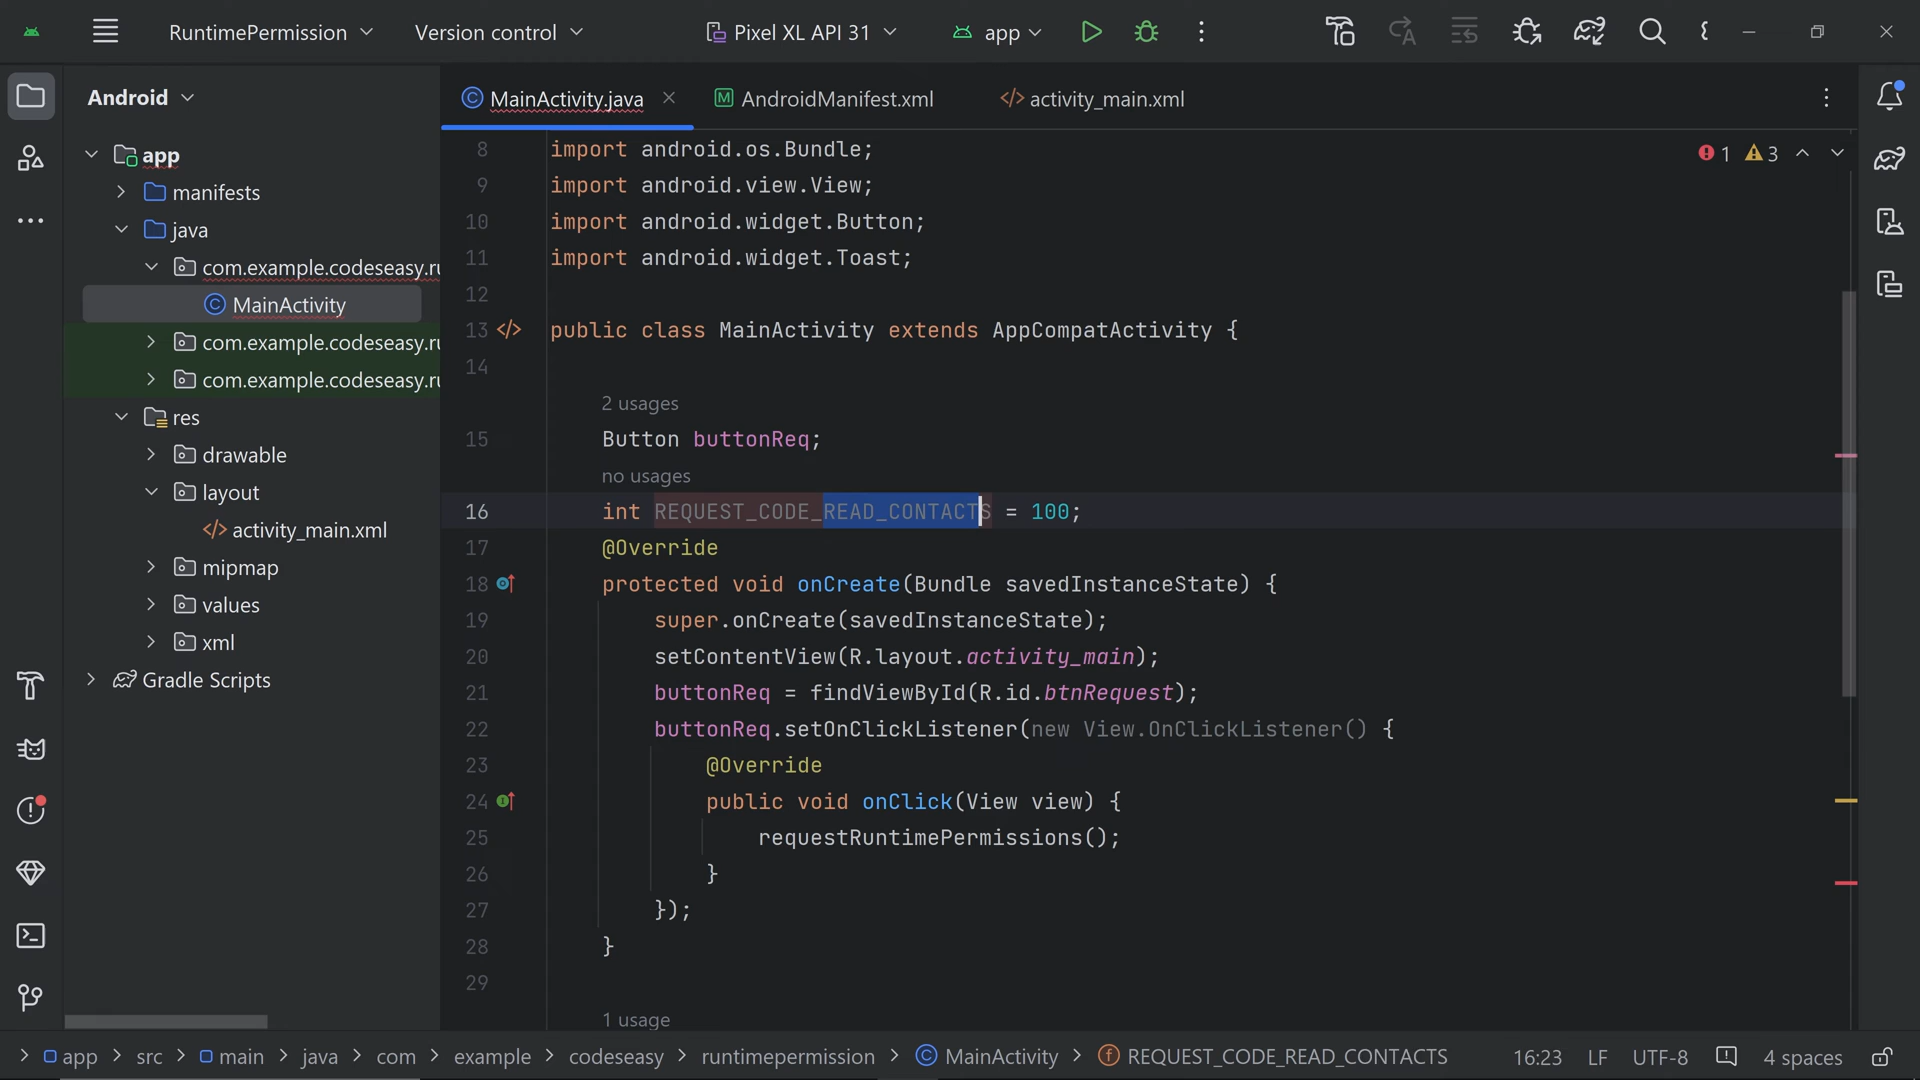 RuntimePermission
Version control
Pixel XL API 31
app
Android
MainActivity.java
AndroidManifest.xml
activity_main.xml
app
manifests
java
com.example.codeseasy.ru
MainActivity
com.example.codeseasy.ru
com.example.codeseasy.ru
res
drawable
layout
activity_main.xml
mipmap
values
xml
Gradle Scripts
1 3
8 import android.os.Bundle;
9 import android.view.View;
10 import android.widget.Button;
11 import android.widget.Toast;
12
13 public class MainActivity extends AppCompatActivity {
14
2 usages
15 Button buttonReq;
no usages
16 int REQUEST_CODE_READ_CONTACTS = 100;
17 @Override
18 protected void onCreate(Bundle savedInstanceState) {
19 super.onCreate(savedInstanceState);
20 setContentView(R.layout.activity_main);
21 buttonReq = findViewById(R.id.btnRequest);
22 buttonReq.setOnClickListener(new View.OnClickListener() {
23 @Override
24 public void onClick(View view) {
25 requestRuntimePermissions();
26 }
27 });
28 }
29
1 usage
app > src > main > java > com > example > codeseasy > runtimepermission > MainActivity > REQUEST_CODE_READ_CONTACTS
16:23 LF UTF-8 4 spaces